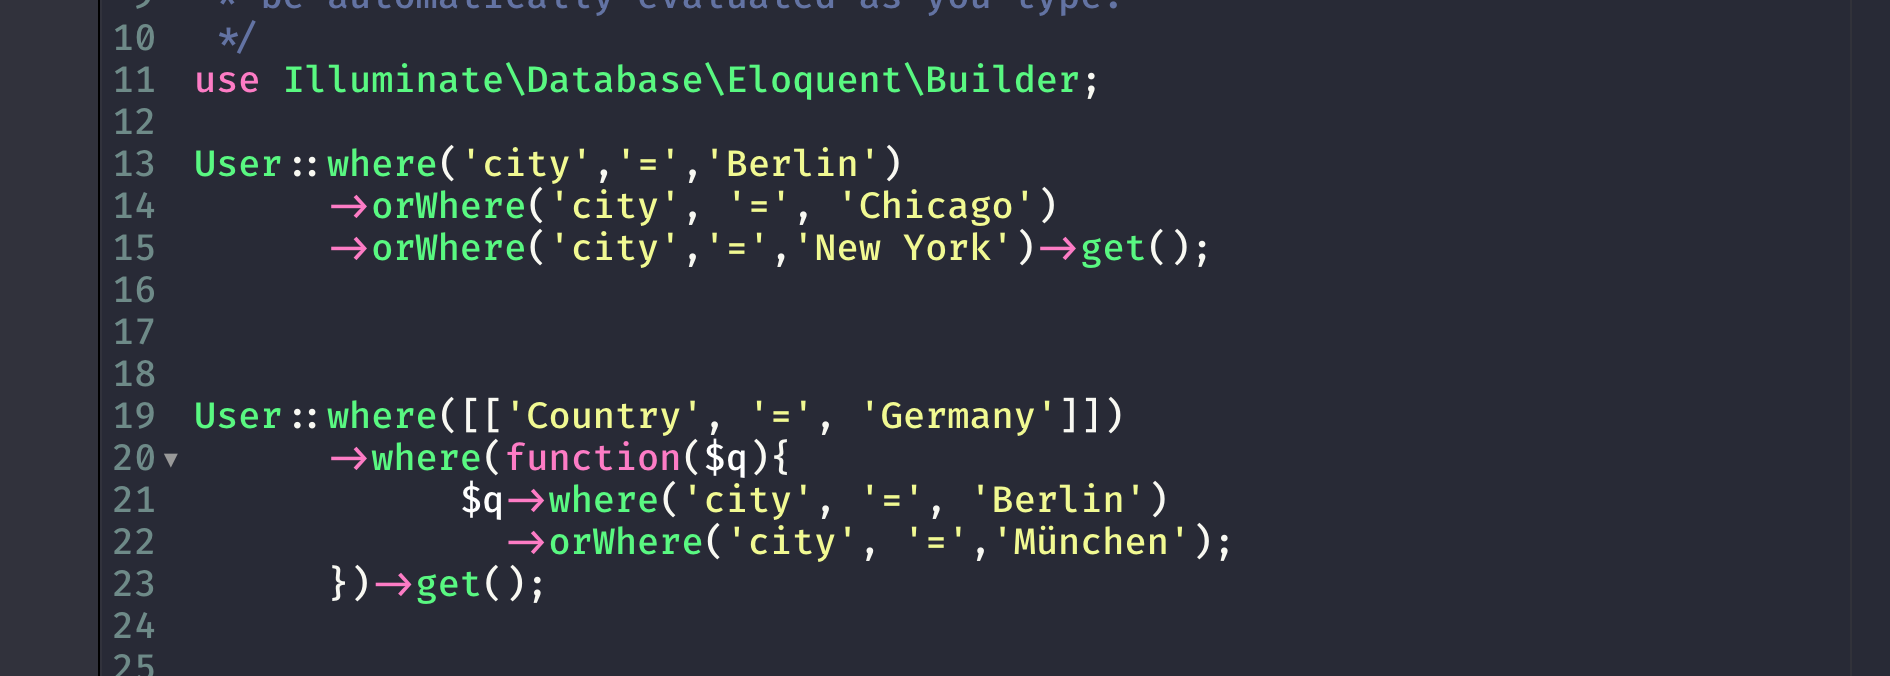 9  * be automatically evaluated as you type.
10  */
11 use Illuminate\Database\Eloquent\Builder;
12
13 User::where('city','=','Berlin')
14      ->orWhere('city', '=', 'Chicago')
15      ->orWhere('city','=','New York')->get();
16
17
18
19 User::where([['Country', '=', 'Germany']])
20      ->where(function($q){
21            $q->where('city', '=', 'Berlin')
22              ->orWhere('city', '=','München');
23      })->get();
24
25